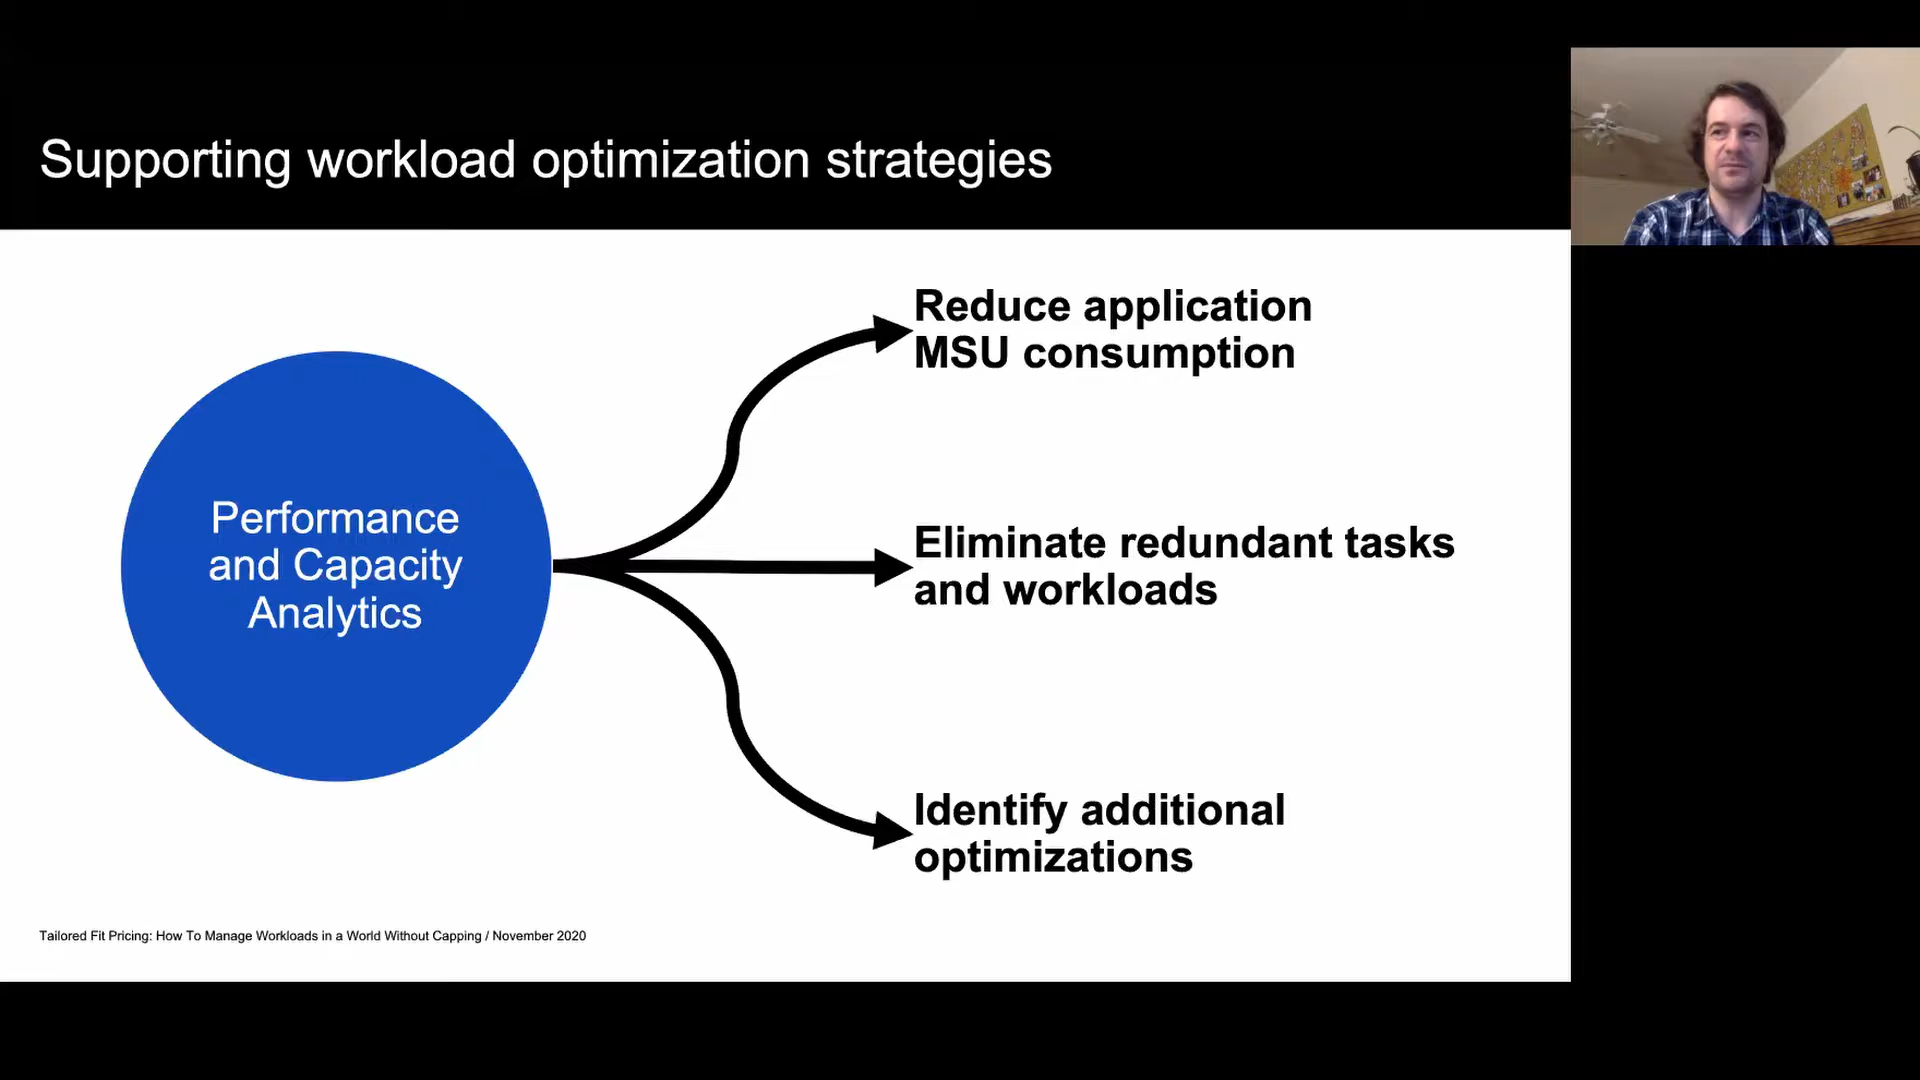 Supporting workload optimization strategies
Performance
and Capacity
Analytics
Reduce application
MSU consumption
Eliminate redundant tasks
and workloads
Identify additional
optimizations
Tailored Fit Pricing: How To Manage Workloads in a World Without Capping / November 2020